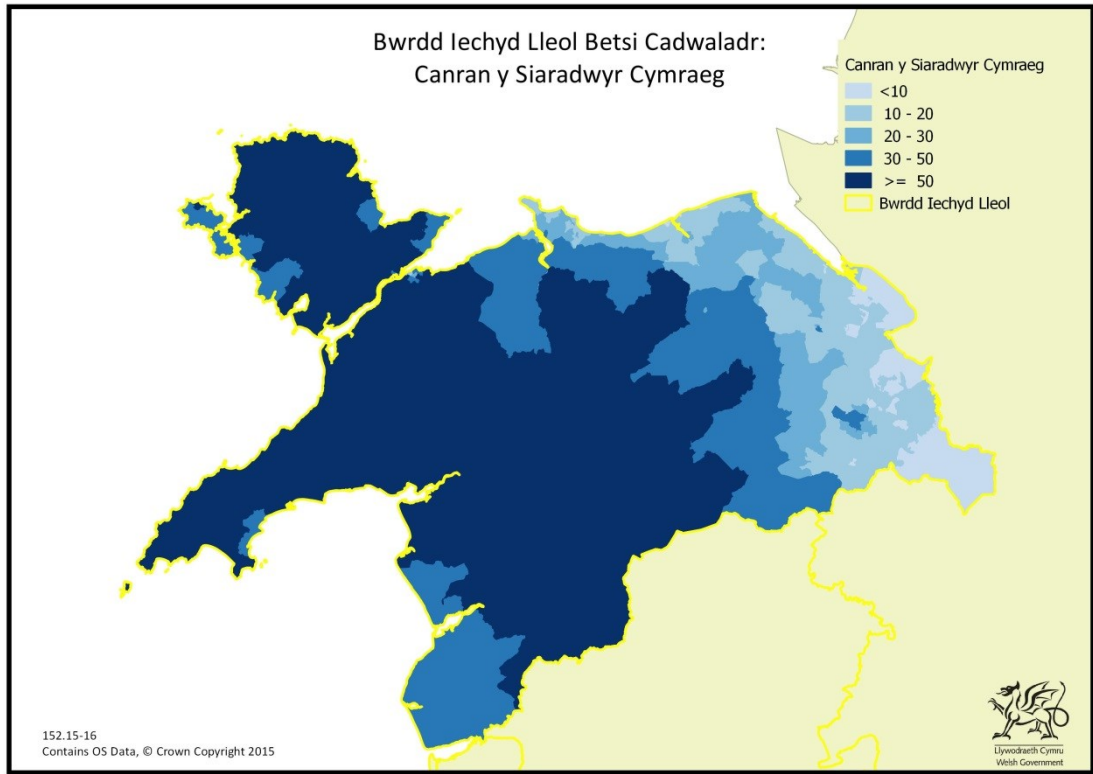 Bwrdd Iechyd Lleol Betsi Cadwaladr:
Canran y Siaradwyr Cymraeg
Canran y Siaradwyr Cymraeg
<10
10 - 20
20 - 30
30 - 50
>= 50
Bwrdd Iechyd Lleol
152.15-16
Contains OS Data, © Crown Copyright 2015
Llywodraeth Cymru
Welsh Government